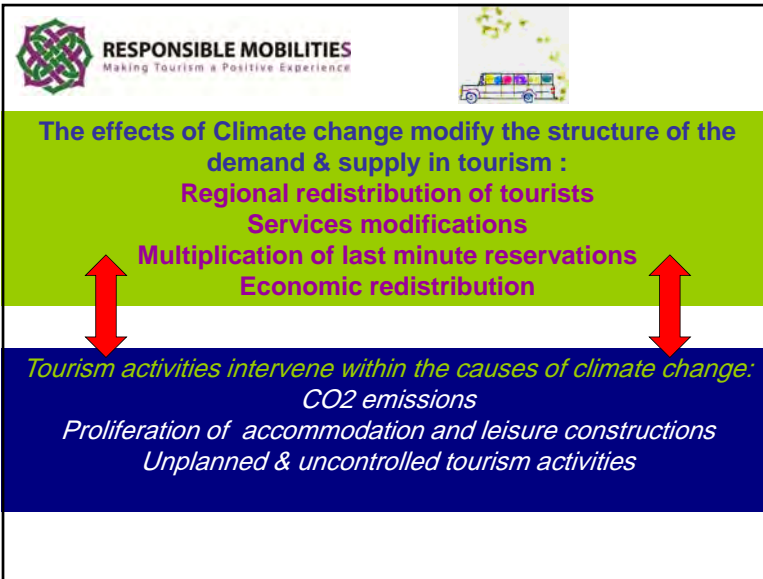 RESPONSIBLE MOBILITIES
Making Tourism a Positive Experience
The effects of Climate change modify the structure of the
demand & supply in tourism :
Regional redistribution of tourists
Services modifications
Multiplication of last minute reservations
Economic redistribution
Tourism activities intervene within the causes of climate change:
CO2 emissions
Proliferation of accommodation and leisure constructions
Unplanned & uncontrolled tourism activities